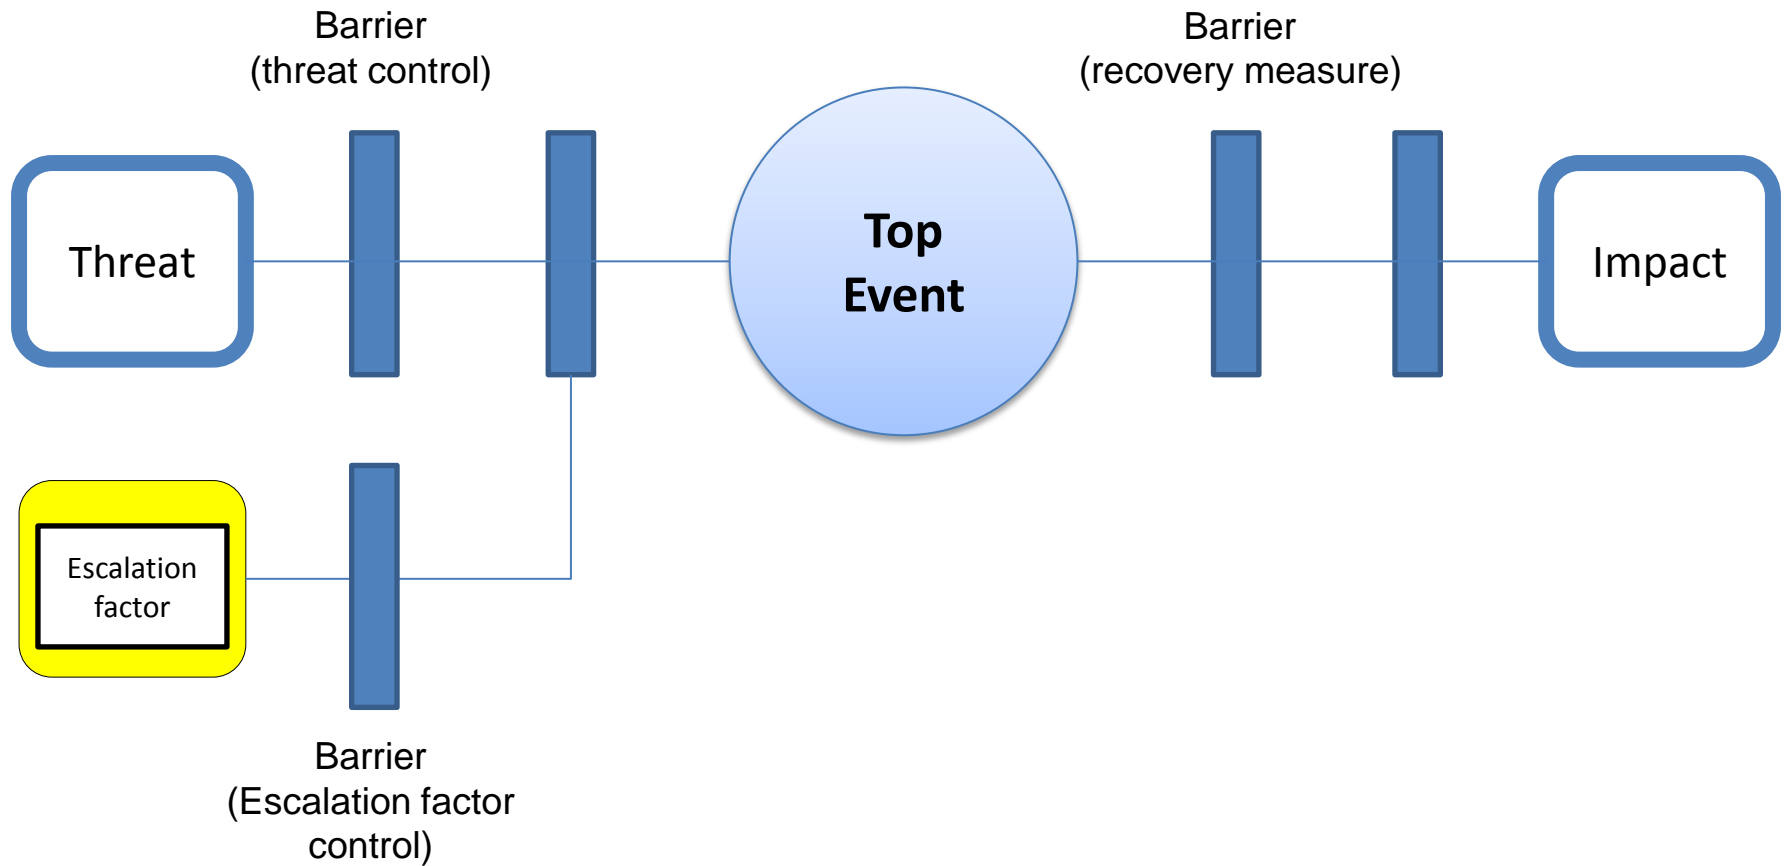 Barrier
(threat control)
Barrier
(recovery measure)
Threat
Top
Event
Impact
Escalation
factor
Barrier
(Escalation factor
control)